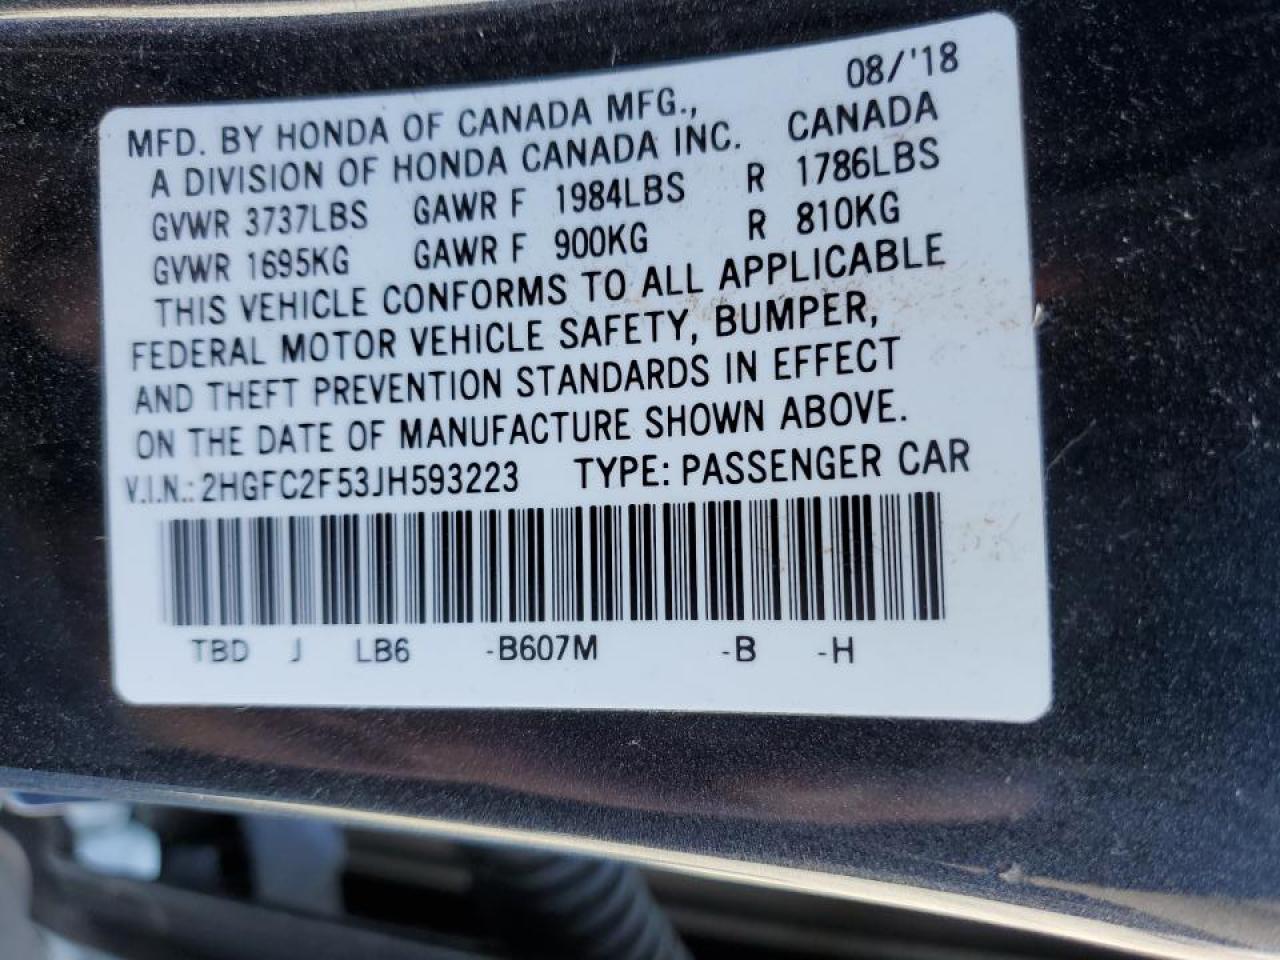 08/'18
MFD. BY HONDA OF CANADA MFG.,
A DIVISION OF HONDA CANADA INC. CANADA
GVWR 3737LBS GAWR F 1984LBS R 1786LBS
GVWR 1695KG GAWR F 900KG R 810KG
THIS VEHICLE CONFORMS TO ALL APPLICABLE
FEDERAL MOTOR VEHICLE SAFETY, BUMPER,
AND THEFT PREVENTION STANDARDS IN EFFECT
ON THE DATE OF MANUFACTURE SHOWN ABOVE.
V.I.N.: 2HGFC2F53JH593223 TYPE: PASSENGER CAR
TBD J LB6 -B607M -B -H